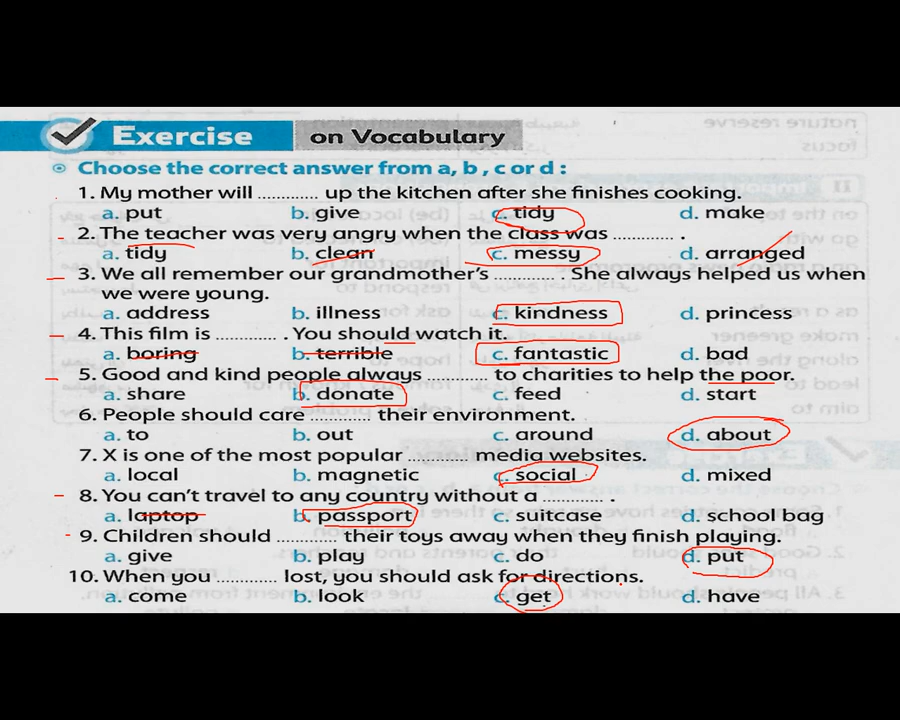 Exercise on Vocabulary
Choose the correct answer from a, b , c or d :
1. My mother will ............ up the kitchen after she finishes cooking.
a. put b. give c. tidy d. make
2. The teacher was very angry when the class was ............ .
a. tidy b. clean c. messy d. arranged
3. We all remember our grandmother's ............ . She always helped us when
we were young.
a. address b. illness c. kindness d. princess
4. This film is ............ . You should watch it.
a. boring b. terrible c. fantastic d. bad
5. Good and kind people always ............ to charities to help the poor.
a. share b. donate c. feed d. start
6. People should care ............ their environment.
a. to b. out c. around d. about
7. X is one of the most popular ............ media websites.
a. local b. magnetic c. social d. mixed
8. You can't travel to any country without a ............ .
a. laptop b. passport c. suitcase d. school bag
9. Children should ............ their toys away when they finish playing.
a. give b. play c. do d. put
10. When you ............ lost, you should ask for directions.
a. come b. look c. get d. have